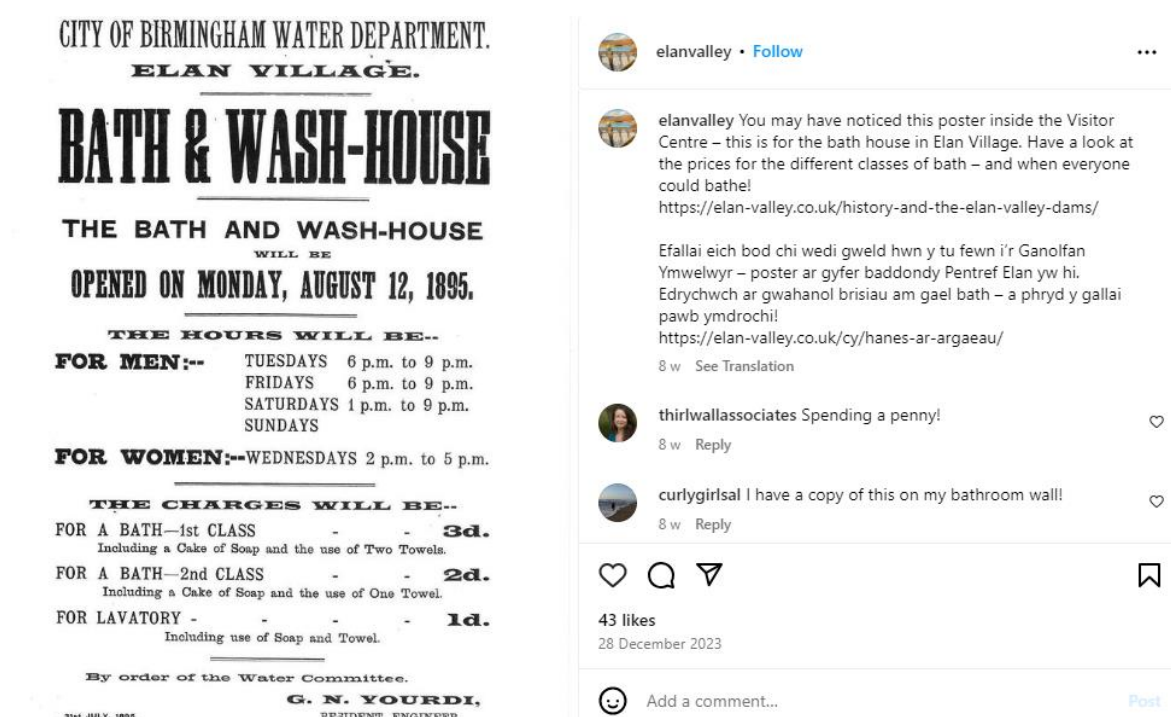 CITY OF BIRMINGHAM WATER DEPARTMENT.
ELAN VILLAGE.
BATH & WASH-HOUSE
THE BATH AND WASH-HOUSE
WILL BE
OPENED ON MONDAY, AUGUST 12, 1895.
THE HOURS WILL BE--
FOR MEN:-- TUESDAYS 6 p.m. to 9 p.m.
FRIDAYS 6 p.m. to 9 p.m.
SATURDAYS 1 p.m. to 9 p.m.
SUNDAYS
FOR WOMEN:--WEDNESDAYS 2 p.m. to 5 p.m.
THE CHARGES WILL BE--
FOR A BATH—1st CLASS - - 3d.
Including a Cake of Soap and the use of Two Towels.
FOR A BATH—2nd CLASS - - 2d.
Including a Cake of Soap and the use of One Towel.
FOR LAVATORY - - - - 1d.
Including use of Soap and Towel.
By order of the Water Committee.
G. N. YOURDI,
RESIDENT ENGINEER
31st JULY, 1895
elanvalley • Follow
elanvalley You may have noticed this poster inside the Visitor
Centre – this is for the bath house in Elan Village. Have a look at
the prices for the different classes of bath – and when everyone
could bathe!
https://elan-valley.co.uk/history-and-the-elan-valley-dams/
Efallai eich bod chi wedi gweld hwn y tu fewn i'r Ganolfan
Ymwelwyr – poster ar gyfer baddondy Pentref Elan yw hi.
Edrychwch ar gwahanol brisiau am gael bath – a phryd y gallai
pawb ymdrochi!
https://elan-valley.co.uk/cy/hanes-ar-argaeau/
8 w See Translation
thirlwallassociates Spending a penny!
8 w Reply
curlygirlsal I have a copy of this on my bathroom wall!
8 w Reply
43 likes
28 December 2023
Add a comment...
Post